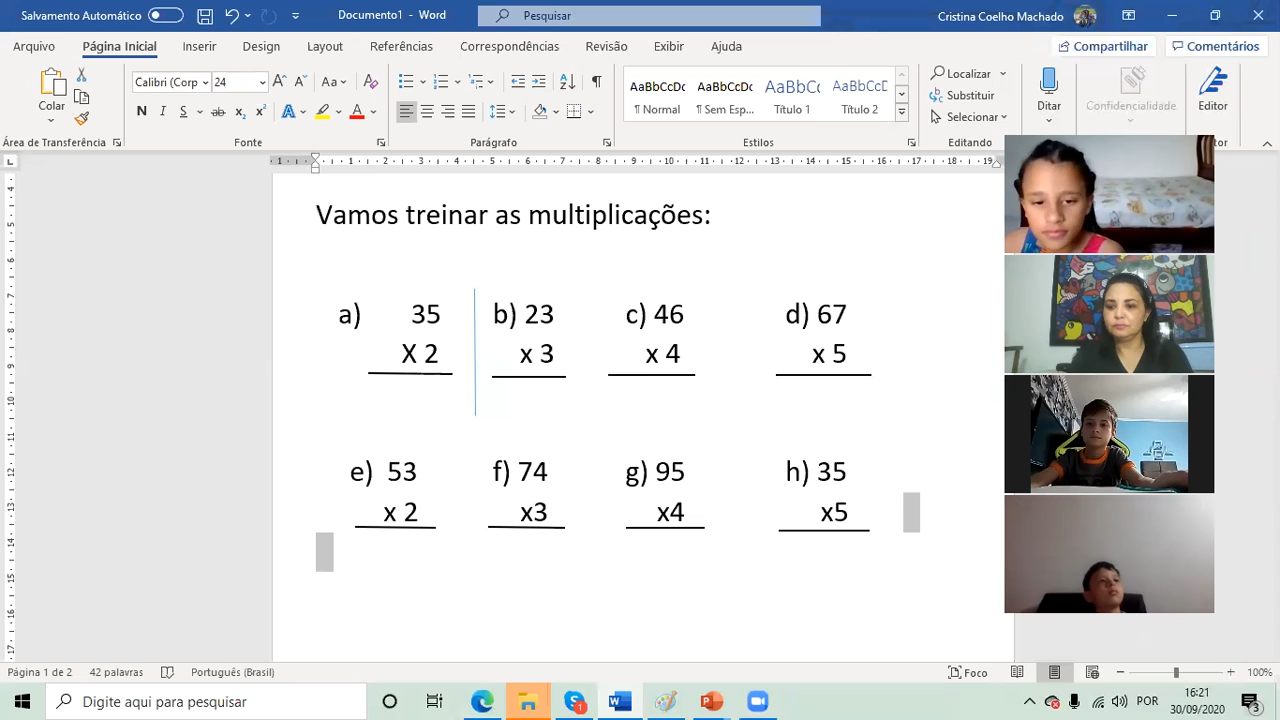 Salvamento Automático
Documento1 - Word
Pesquisar
Cristina Coelho Machado
Arquivo Página Inicial Inserir Design Layout Referências Correspondências Revisão Exibir Ajuda
Compartilhar Comentários
Colar
Calibri (Corp 24
N I S ab x₂ x²
AaBbCcDc AaBbCcDc AaBbCc AaBbCcD
¶ Normal ¶ Sem Esp... Título 1 Título 2
Localizar
Substituir
Selecionar
Ditar
Confidencialidade
Editor
Área de Transferência Fonte Parágrafo Estilos Editando
Vamos treinar as multiplicações:
a) 35 b) 23 c) 46 d) 67
X 2 x 3 x 4 x 5
e) 53 f) 74 g) 95 h) 35
x 2 x3 x4 x5
Página 1 de 2 42 palavras Português (Brasil)
Foco
100%
Digite aqui para pesquisar
POR
16:21
30/09/2020